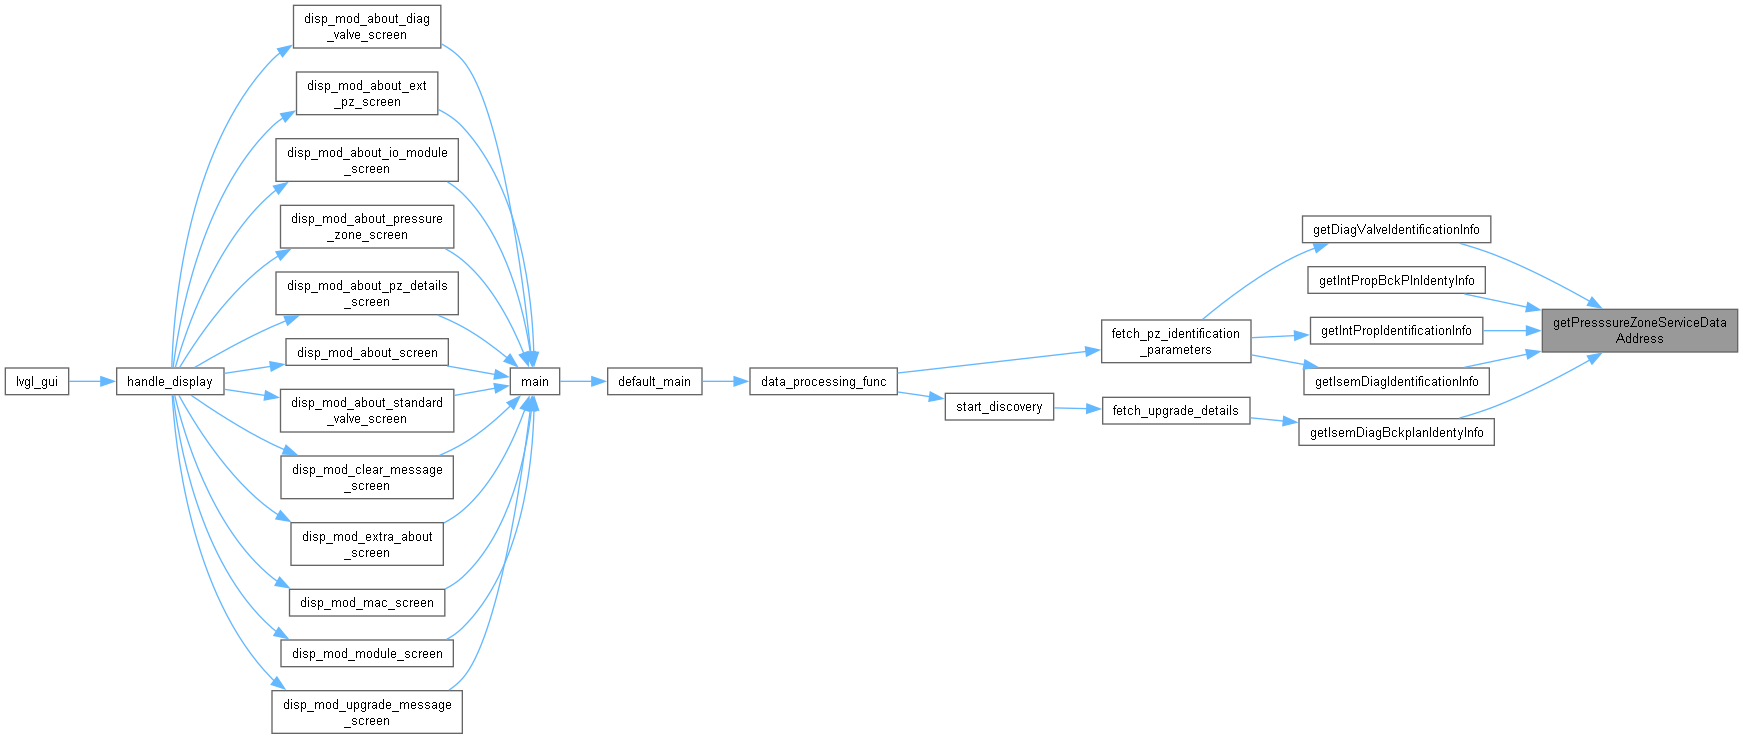 lvgl_gui
handle_display
disp_mod_about_diag
_valve_screen
disp_mod_about_ext
_pz_screen
disp_mod_about_io_module
_screen
disp_mod_about_pressure
_zone_screen
disp_mod_about_pz_details
_screen
disp_mod_about_screen
disp_mod_about_standard
_valve_screen
disp_mod_clear_message
_screen
disp_mod_extra_about
_screen
disp_mod_mac_screen
disp_mod_module_screen
disp_mod_upgrade_message
_screen
main
default_main
data_processing_func
start_discovery
fetch_pz_identification
_parameters
fetch_upgrade_details
getDiagValveIdentificationInfo
getIntPropBckPlnIdentyInfo
getIntPropIdentificationInfo
getIsemDiagIdentificationInfo
getIsemDiagBckplanIdentyInfo
getPresssureZoneServiceData
Address